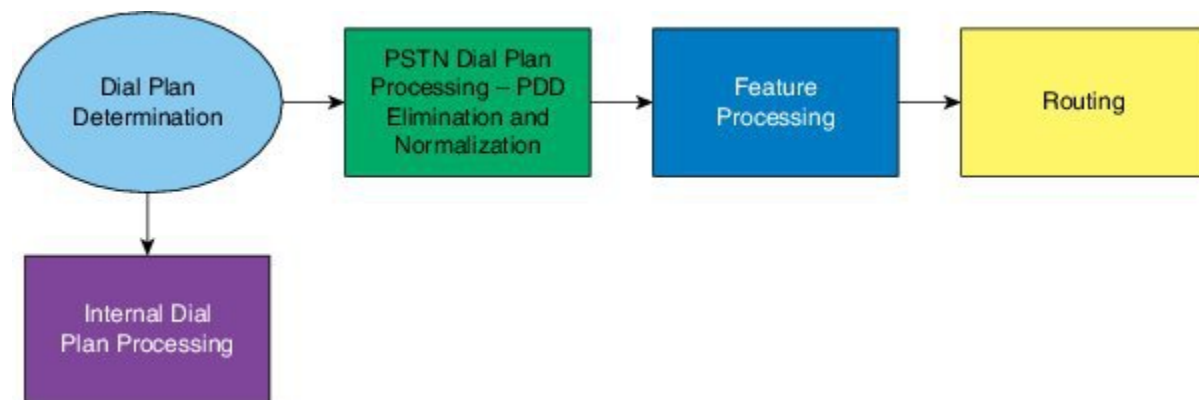 Dial Plan
Determination
PSTN Dial Plan
Processing – PDD
Elimination and
Normalization
Feature
Processing
Routing
Internal Dial
Plan Processing